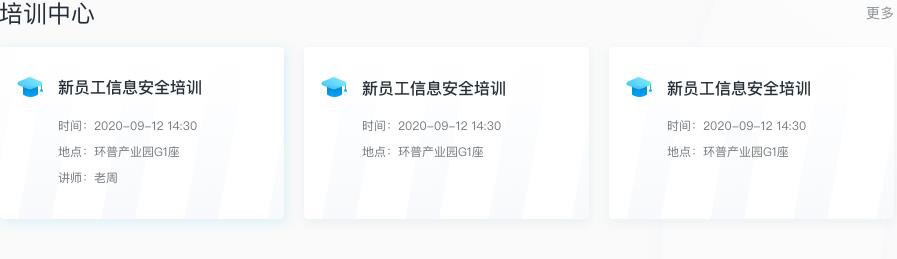 培训中心
更多
新员工信息安全培训
时间：2020-09-12 14:30
地点：环普产业园G1座
讲师：老周
新员工信息安全培训
时间：2020-09-12 14:30
地点：环普产业园G1座
新员工信息安全培训
时间：2020-09-12 14:30
地点：环普产业园G1座